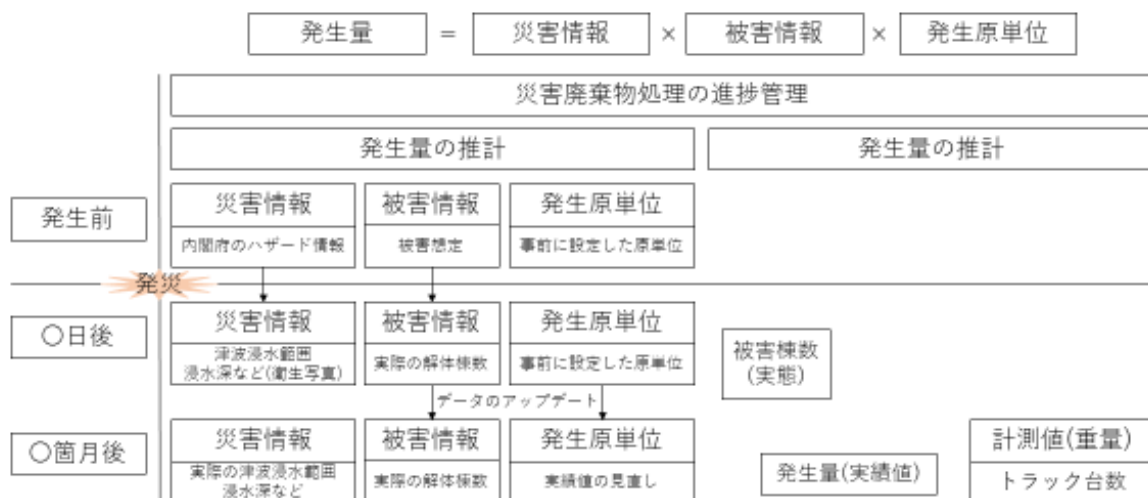 発生量 = 災害情報 × 被害情報 × 発生原単位
災害廃棄物処理の進捗管理
発生量の推計 発生量の推計
発生前
災害情報 被害情報 発生原単位
内閣府のハザード情報 被害想定 事前に設定した原単位
発災
〇日後
災害情報 被害情報 発生原単位
津波浸水範囲
浸水深など(衛生写真) 実際の解体棟数 事前に設定した原単位
被害棟数
(実態)
データのアップデート
〇箇月後
災害情報 被害情報 発生原単位
実際の津波浸水範囲
浸水深など 実際の解体棟数 実績値の見直し
発生量(実績値)
計測値(重量)
トラック台数